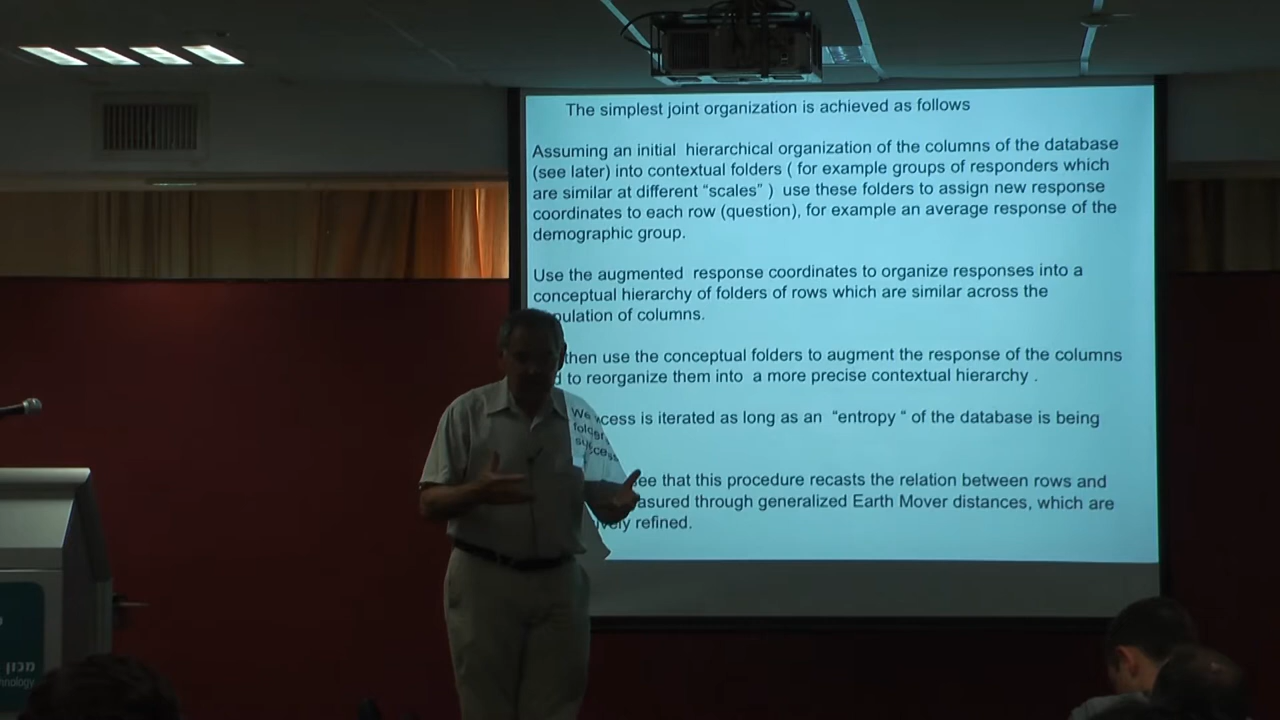 The simplest joint organization is achieved as follows
Assuming an initial hierarchical organization of the columns of the database
(see later) into contextual folders ( for example groups of responders which
are similar at different “scales” ) use these folders to assign new response
coordinates to each row (question), for example an average response of the
demographic group.
Use the augmented response coordinates to organize responses into a
conceptual hierarchy of folders of rows which are similar across the
of columns.
then use the conceptual folders to augment the response of the columns
to reorganize them into a more precise contextual hierarchy .
We
is iterated as long as an “entropy “ of the database is being
that this procedure recasts the relation between rows and
through generalized Earth Mover distances, which are
refined.
מכון